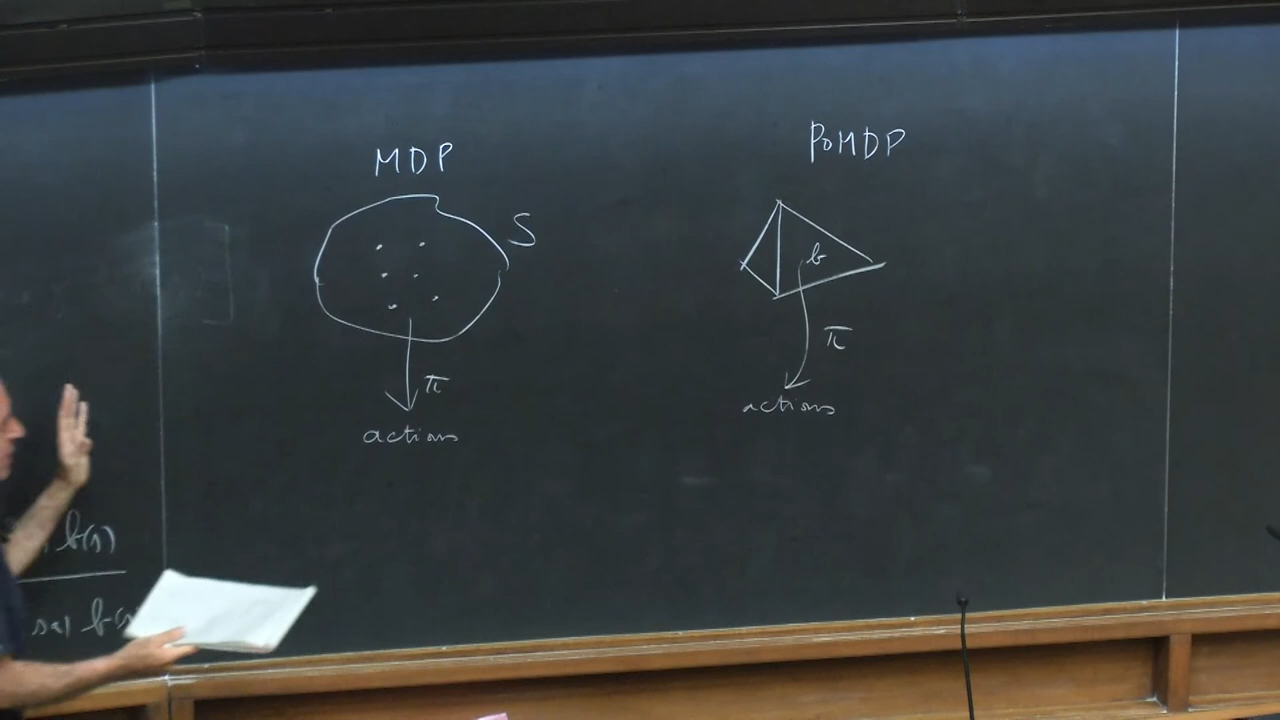 MDP
S
π
actions
POMDP
b
π
actions
b(s)